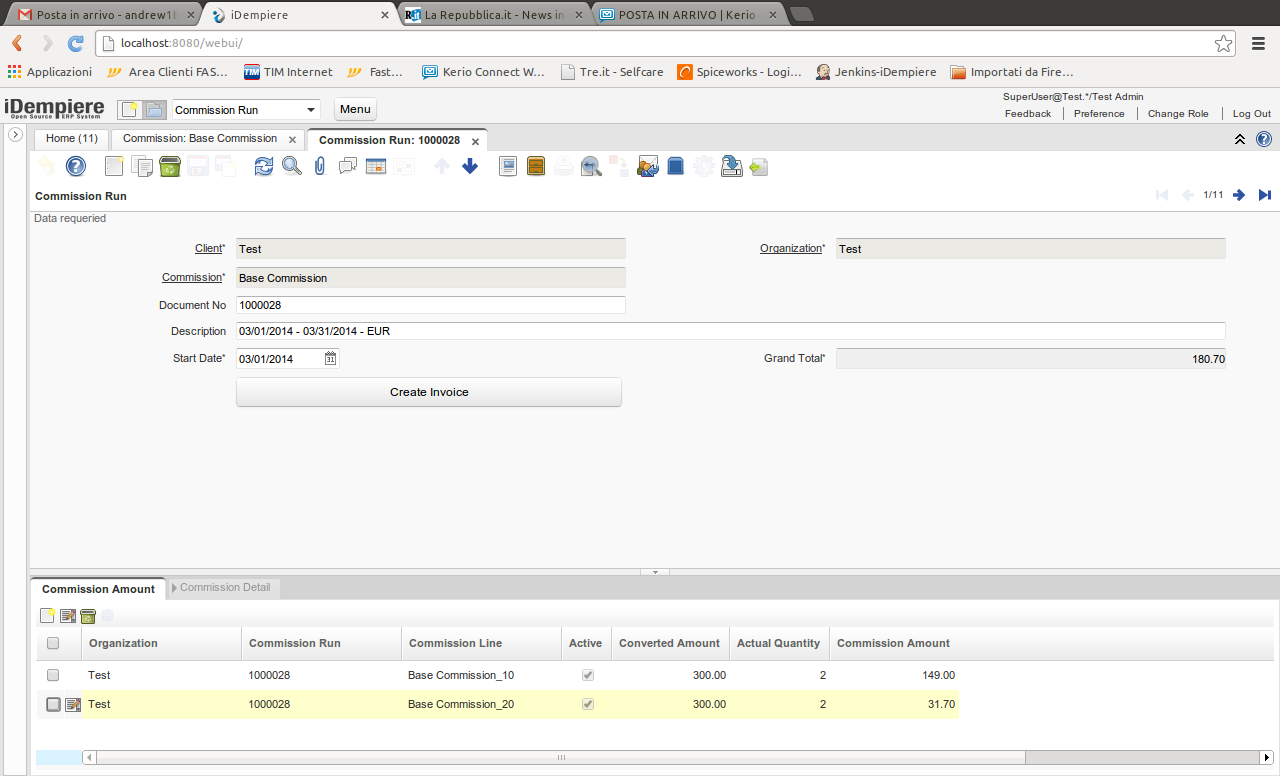 Posta in arrivo - andrew1b
iDempiere
La Repubblica.it - News in
POSTA IN ARRIVO | Kerio
localhost:8080/webui/
Applicazioni
Area Clienti FAS...
TIM Internet
Fast...
Kerio Connect W...
Tre.it - Selfcare
Spiceworks - Logi...
Jenkins-iDempiere
Importati da Fire...
iDempiere
Open Source ERP System
Commission Run
Menu
SuperUser@Test.*/Test Admin
Feedback | Preference | Change Role | Log Out
Home (11)
Commission: Base Commission
Commission Run: 1000028
Commission Run
1/11
Data requeried
Client* Test
Organization* Test
Commission* Base Commission
Document No 1000028
Description 03/01/2014 - 03/31/2014 - EUR
Start Date* 03/01/2014 31
Grand Total* 180.70
Create Invoice
Commission Amount
Commission Detail
Organization Commission Run Commission Line Active Converted Amount Actual Quantity Commission Amount
Test 1000028 Base Commission_10 300.00 2 149.00
Test 1000028 Base Commission_20 300.00 2 31.70